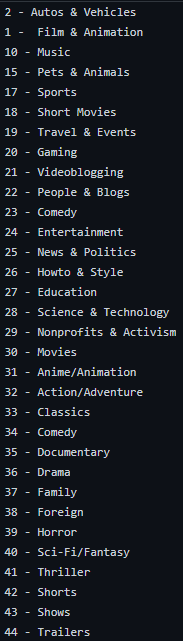 2 - Autos & Vehicles
1 -  Film & Animation
10 - Music
15 - Pets & Animals
17 - Sports
18 - Short Movies
19 - Travel & Events
20 - Gaming
21 - Videoblogging
22 - People & Blogs
23 - Comedy
24 - Entertainment
25 - News & Politics
26 - Howto & Style
27 - Education
28 - Science & Technology
29 - Nonprofits & Activism
30 - Movies
31 - Anime/Animation
32 - Action/Adventure
33 - Classics
34 - Comedy
35 - Documentary
36 - Drama
37 - Family
38 - Foreign
39 - Horror
40 - Sci-Fi/Fantasy
41 - Thriller
42 - Shorts
43 - Shows
44 - Trailers